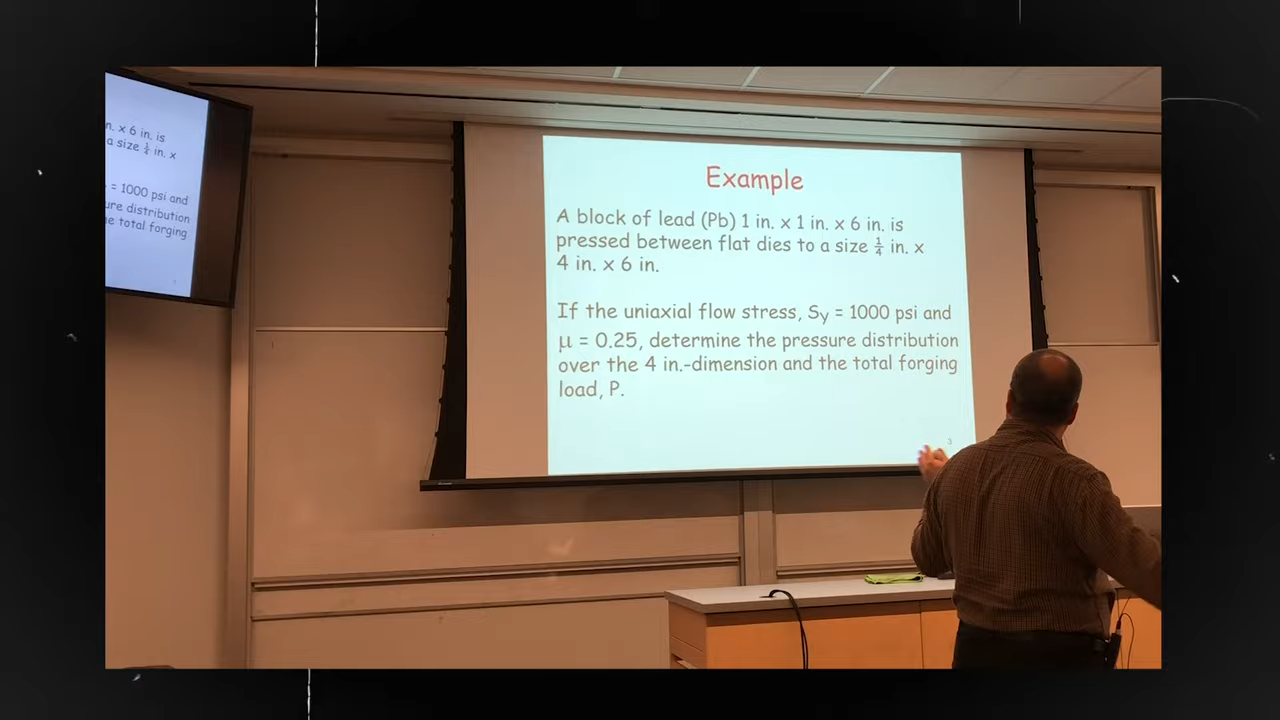 n. x 6 in. is
a size ½ in. x
= 1000 psi and
ure distribution
e total forging
Example
A block of lead (Pb) 1 in. x 1 in. x 6 in. is
pressed between flat dies to a size ¼ in. x
4 in. x 6 in.
If the uniaxial flow stress, Sy = 1000 psi and
μ = 0.25, determine the pressure distribution
over the 4 in.-dimension and the total forging
load, P.
3